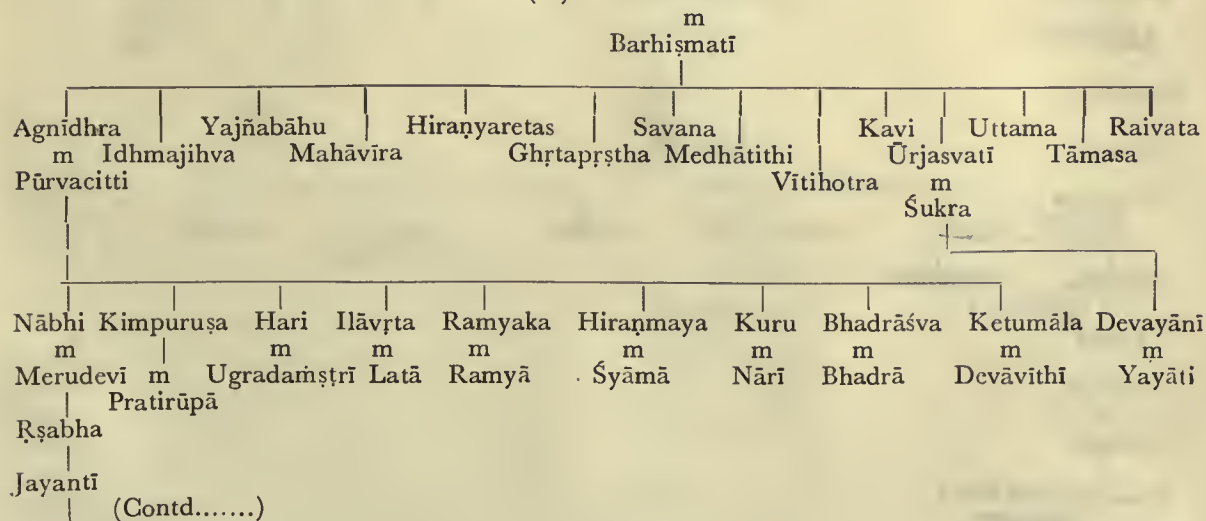 m
Barhiṣmatī
Agnīdhra Yajñabāhu Hiraṇyaretas Savana Kavi Uttama Raivata
m Idhmajihva Mahāvīra Ghṛtapṛṣtha Medhātithi Ūrjasvatī Tāmasa
Pūrvacitti Vītihotra m
Śukra
Nābhi Kimpuruṣa Hari Ilāvṛta Ramyaka Hiraṇmaya Kuru Bhadrāśva Ketumāla Devayānī
m m m m m m m m m
Merudevī m Ugradaṁṣtrī Latā Ramyā Śyāmā Nārī Bhadrā Devāvīthī Yayāti
Pratirūpā
Ṛṣabha
Jayantī
(Contd.......)